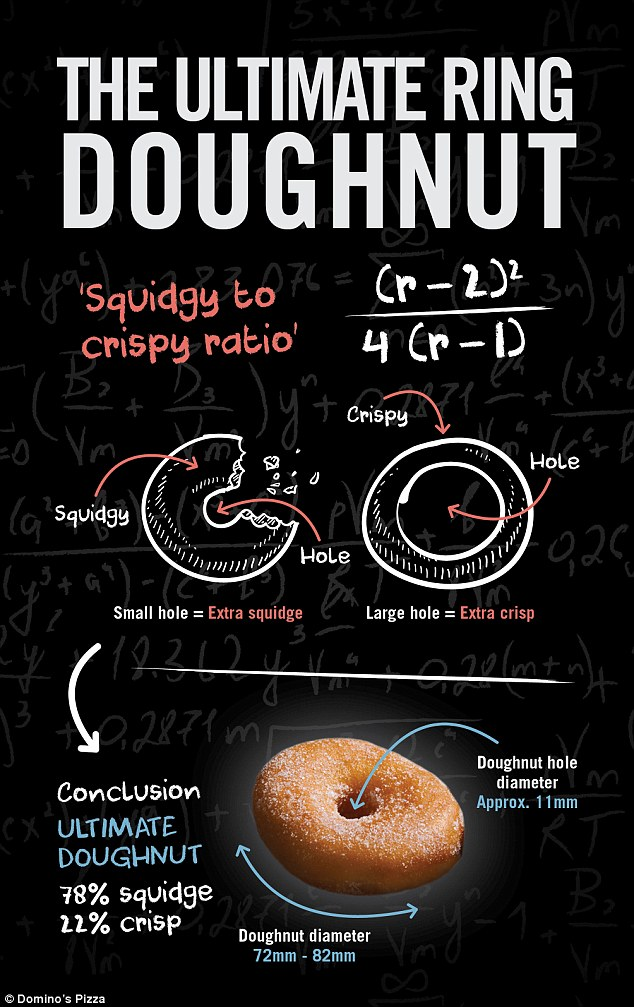 THE ULTIMATE RING
DOUGHNUT
'Squidgy to
crispy ratio'
(r – 2)²
4 (r – 1)
Crispy
Hole
Squidgy
Hole
Small hole = Extra squidge
Large hole = Extra crisp
Doughnut hole
diameter
Approx. 11mm
Conclusion
ULTIMATE
DOUGHNUT
78% squidge
22% crisp
Doughnut diameter
72mm - 82mm
© Domino's Pizza